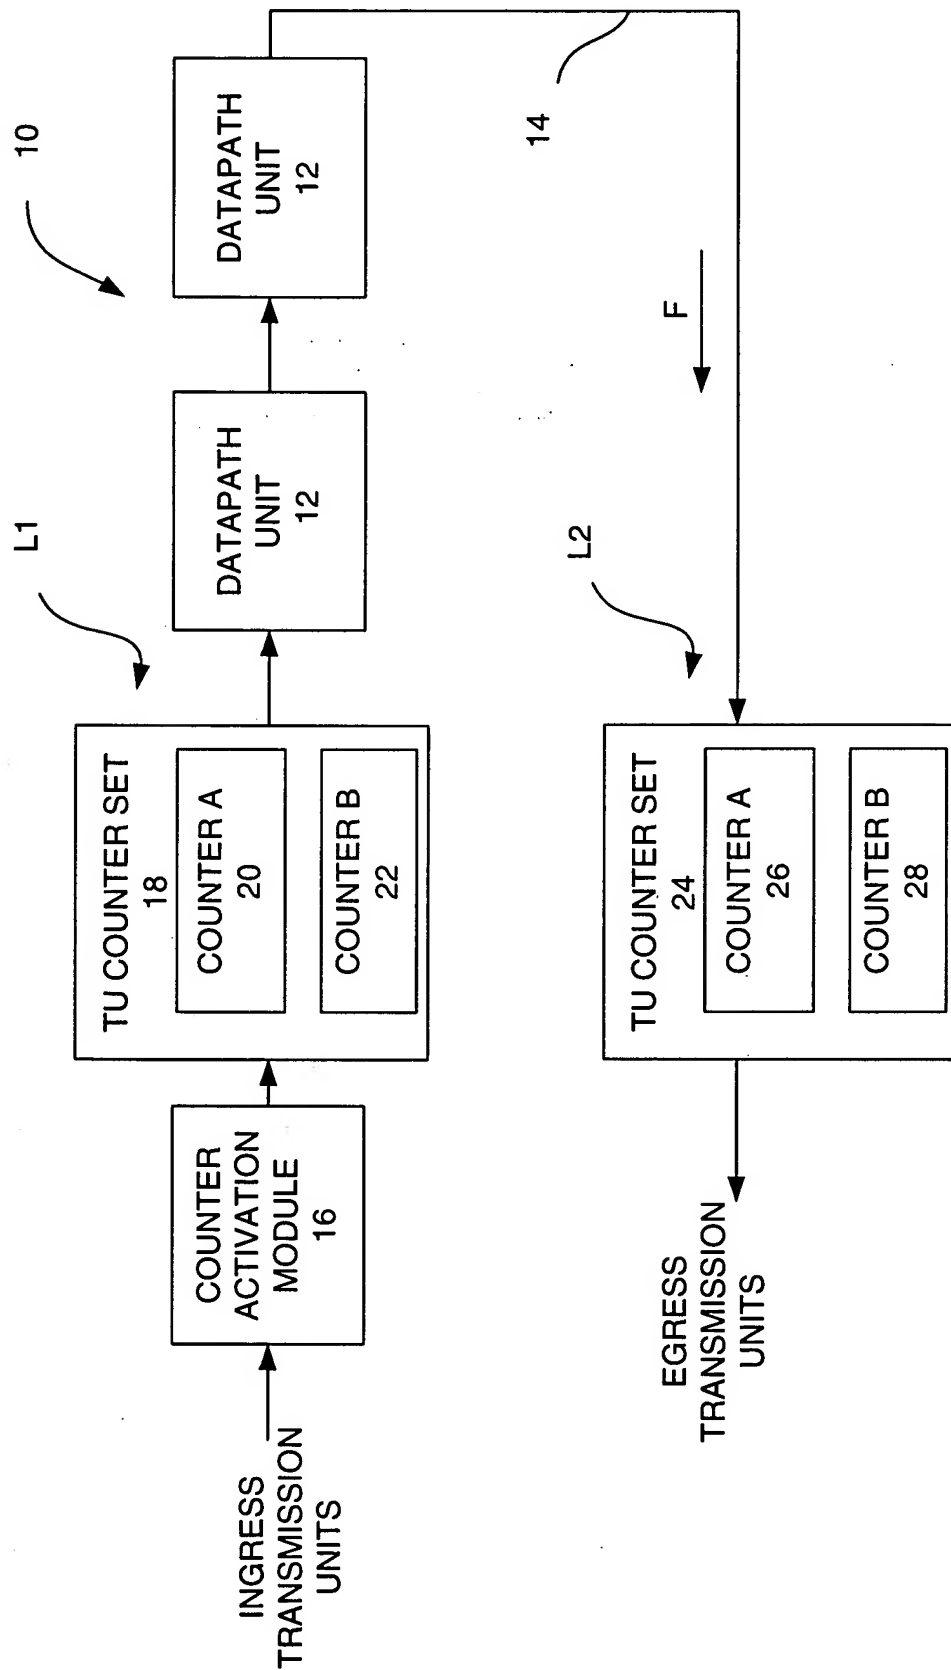 INGRESS
TRANSMISSION
UNITS
COUNTER
ACTIVATION
MODULE
16
TU COUNTER SET
18
COUNTER A
20
COUNTER B
22
L1
DATAPATH
UNIT
12
DATAPATH
UNIT
12
10
14
F
L2
TU COUNTER SET
24
COUNTER A
26
COUNTER B
28
EGRESS
TRANSMISSION
UNITS